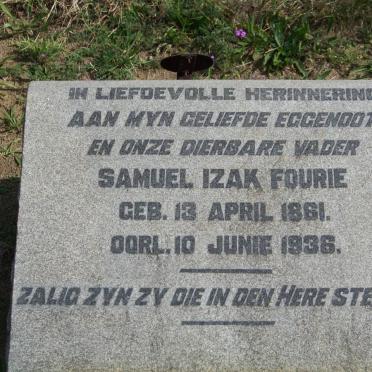 IN LIEFDEVOLLE HERINNERING
AAN MYN GELIEFDE EGGENOOT
EN ONZE DIERBARE VADER
SAMUEL IZAK FOURIE
GEB. 13 APRIL 1861.
OORL. 10 JUNIE 1936.
ZALIG ZYN ZY DIE IN DEN HERE STE